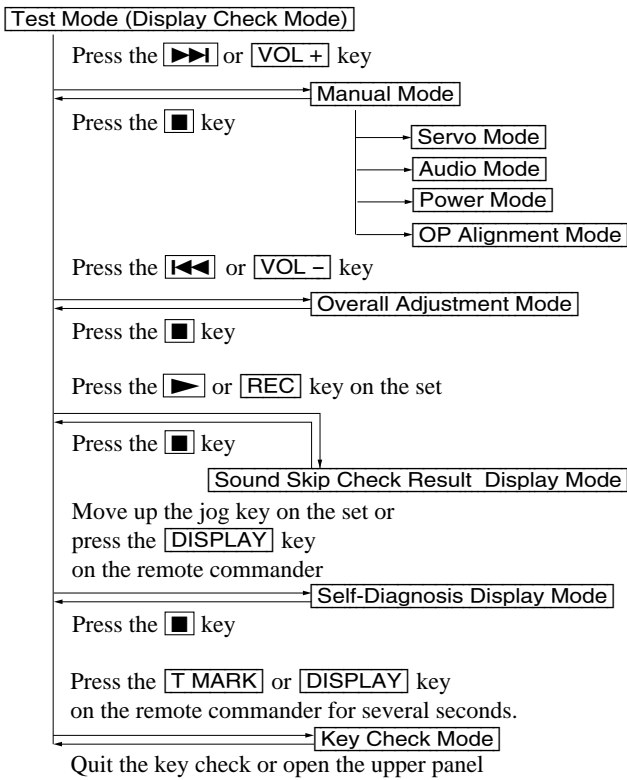 Test Mode (Display Check Mode)
Press the ▶▶I or VOL + key
Manual Mode
Press the ■ key
Servo Mode
Audio Mode
Power Mode
OP Alignment Mode
Press the I◀◀ or VOL − key
Overall Adjustment Mode
Press the ■ key
Press the ▶ or REC key on the set
Press the ■ key
Sound Skip Check Result Display Mode
Move up the jog key on the set or
press the DISPLAY key
on the remote commander
Self-Diagnosis Display Mode
Press the ■ key
Press the T MARK or DISPLAY key
on the remote commander for several seconds.
Key Check Mode
Quit the key check or open the upper panel